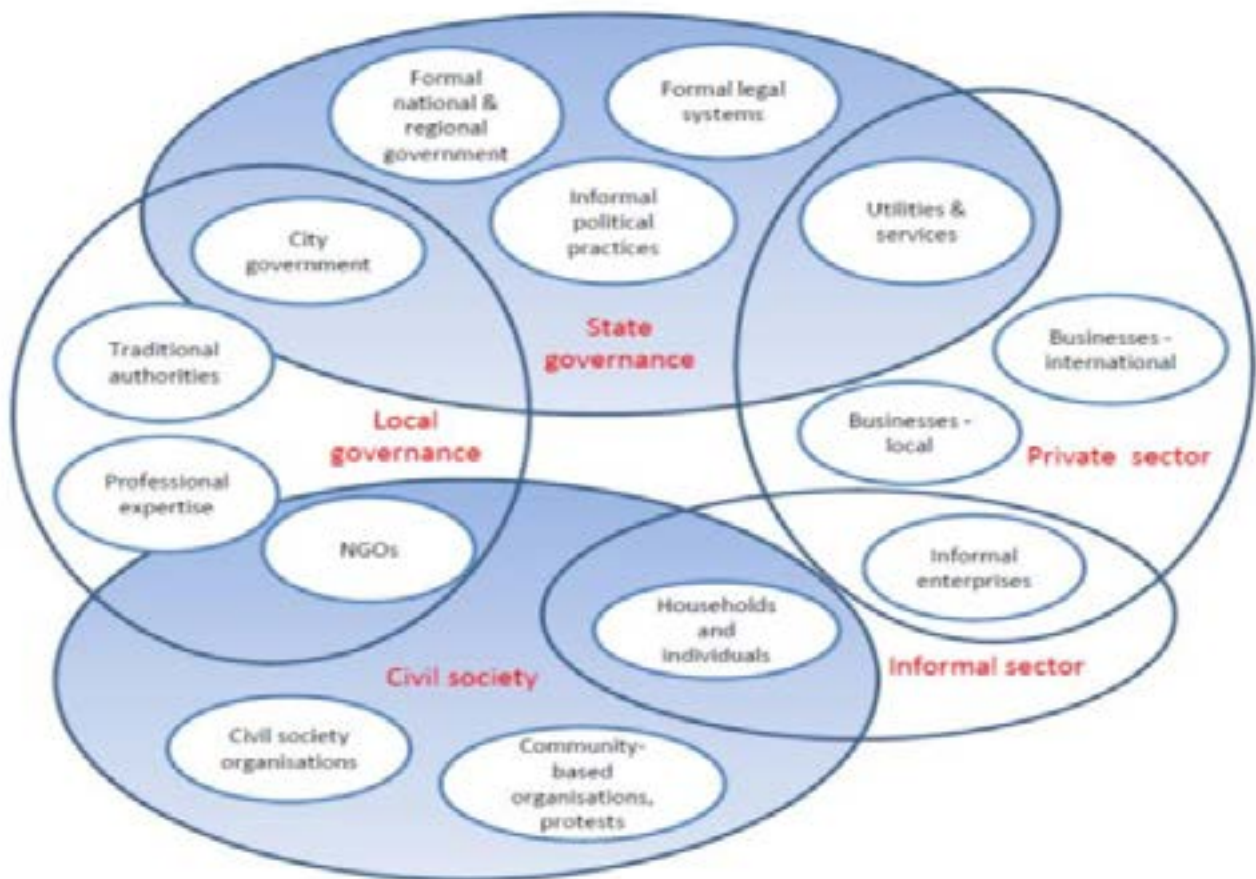 Formal
national &
regional
government
Formal legal
systems
Informal
political
practices
Utilities &
services
City
government
State
governance
Traditional
authorities
Businesses -
international
Local
governance
Businesses -
local
Private sector
Professional
expertise
NGOs
Informal
enterprises
Households
and
individuals
Informal sector
Civil society
Civil society
organisations
Community-
based
organisations,
protests